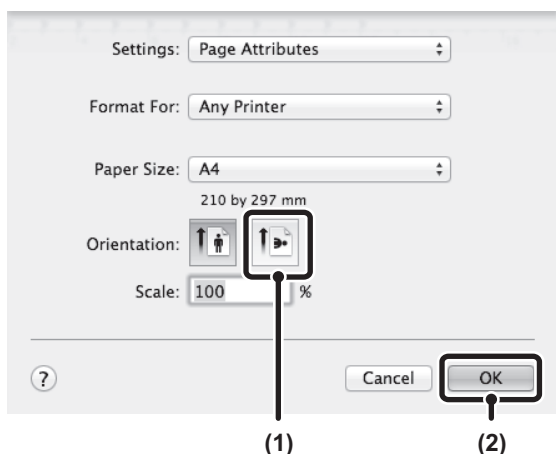 Settings: Page Attributes
Format For: Any Printer
Paper Size: A4
210 by 297 mm
Orientation:
Scale: 100 %
? Cancel OK
(1) (2)